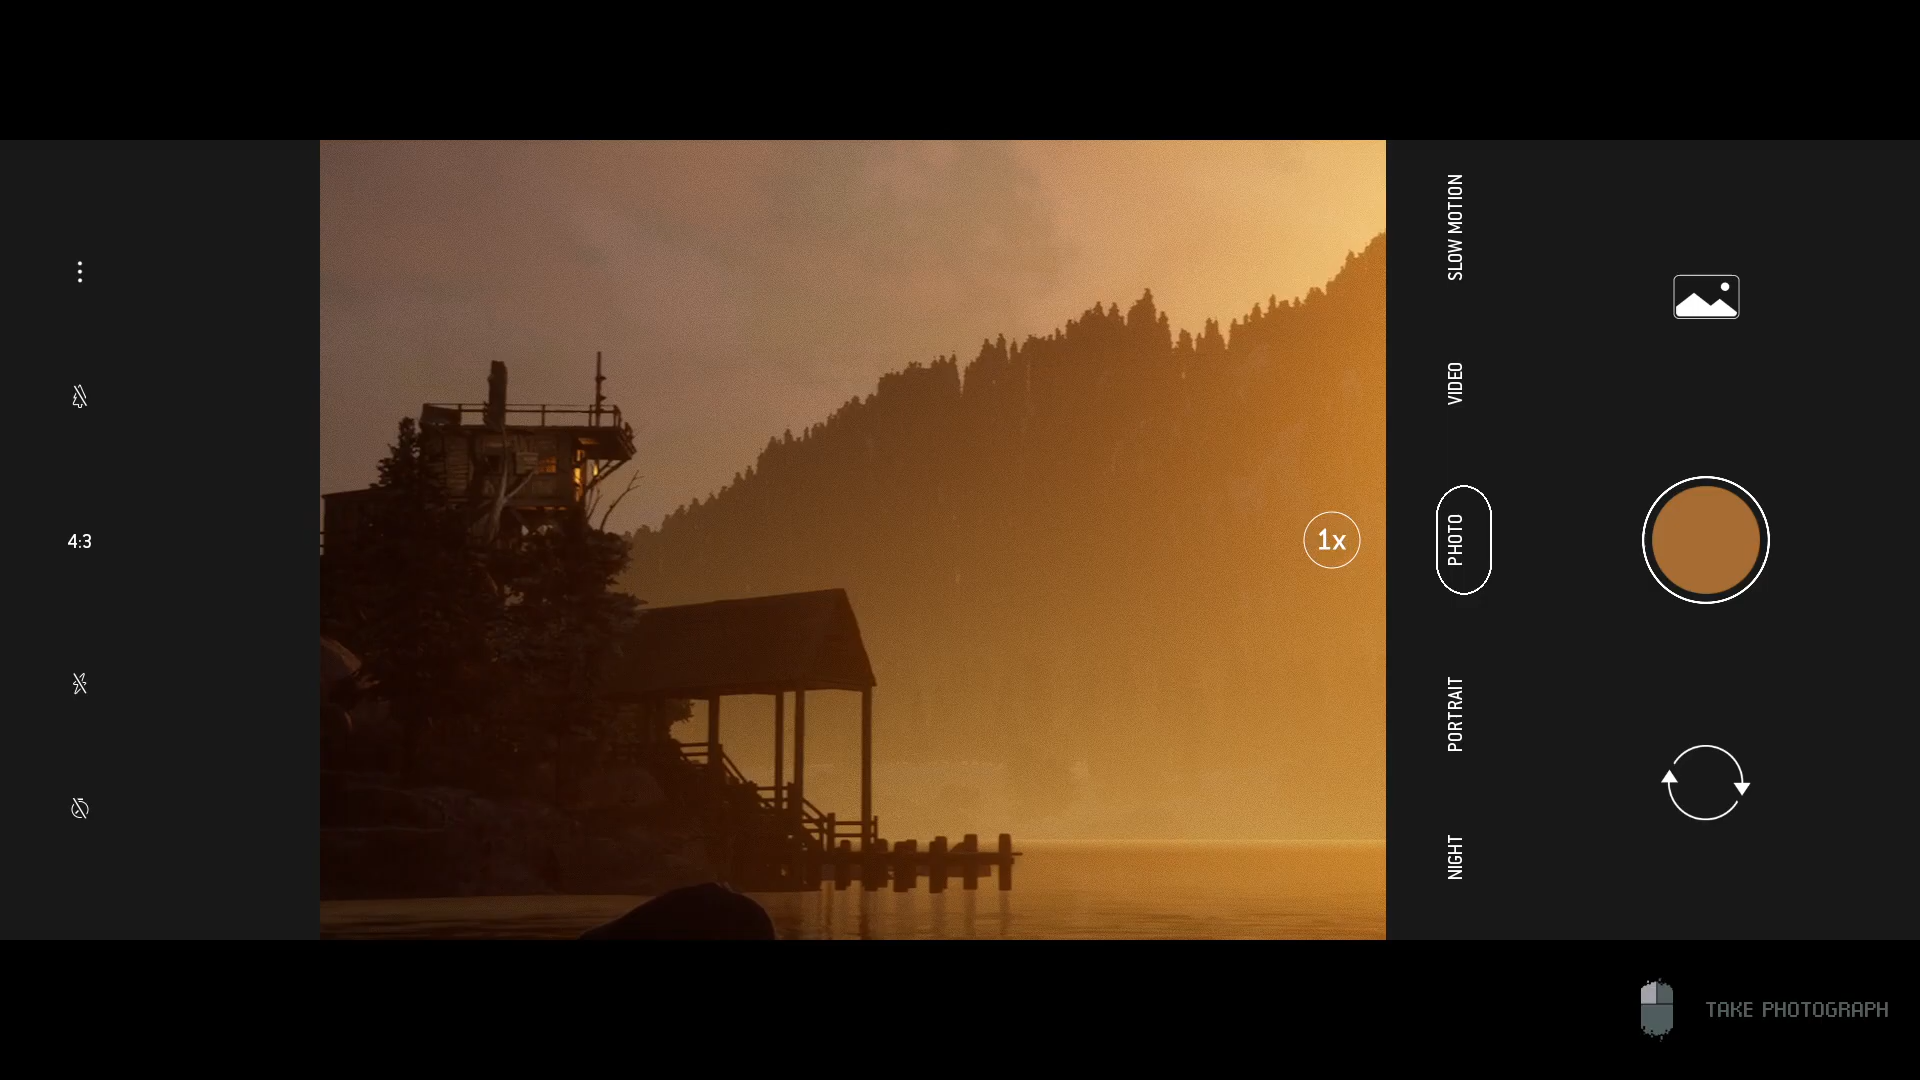 4:3
1x
SLOW MOTION
VIDEO
PHOTO
PORTRAIT
NIGHT
TAKE PHOTOGRAPH